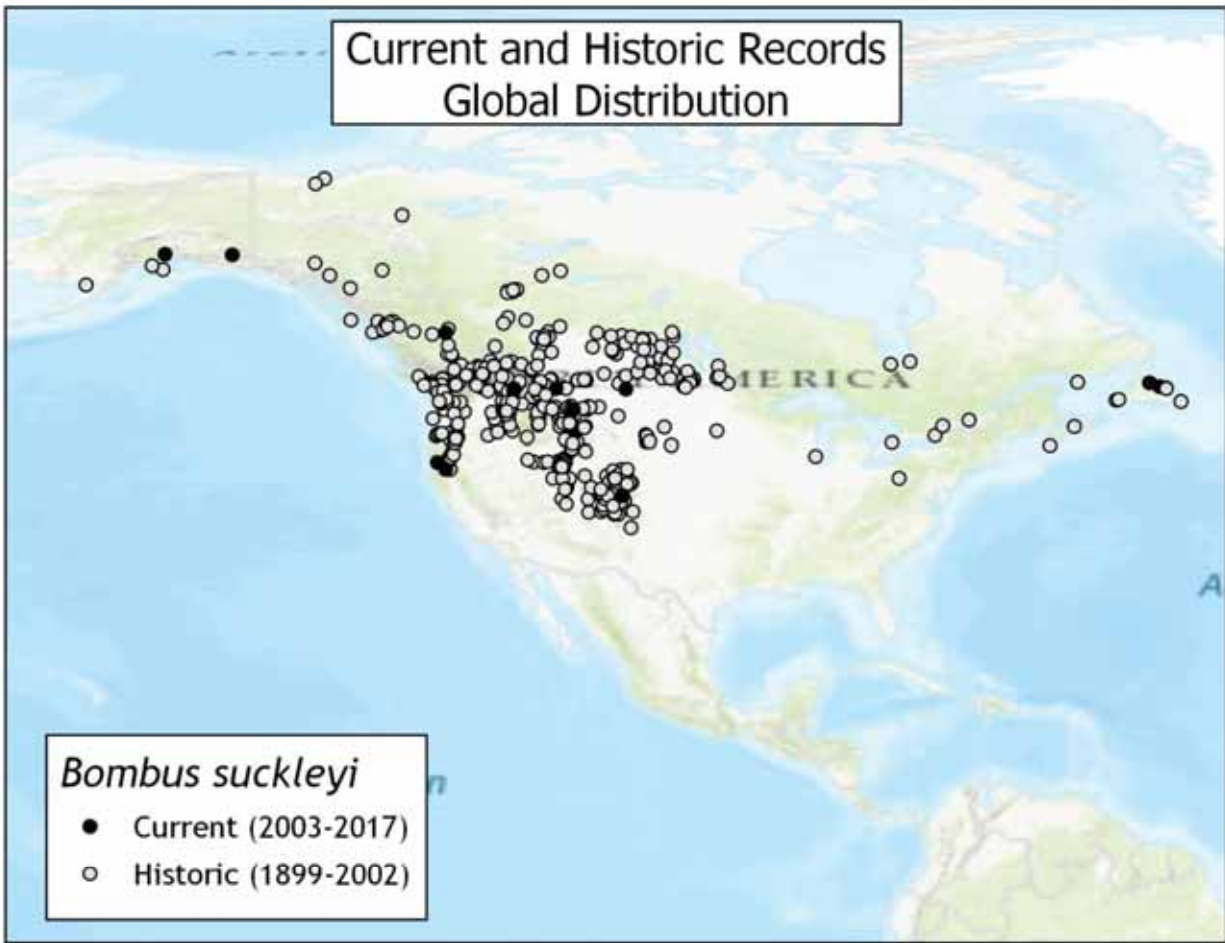 Current and Historic Records
Global Distribution
MERICA
A
n
Bombus suckleyi
Current (2003-2017)
Historic (1899-2002)